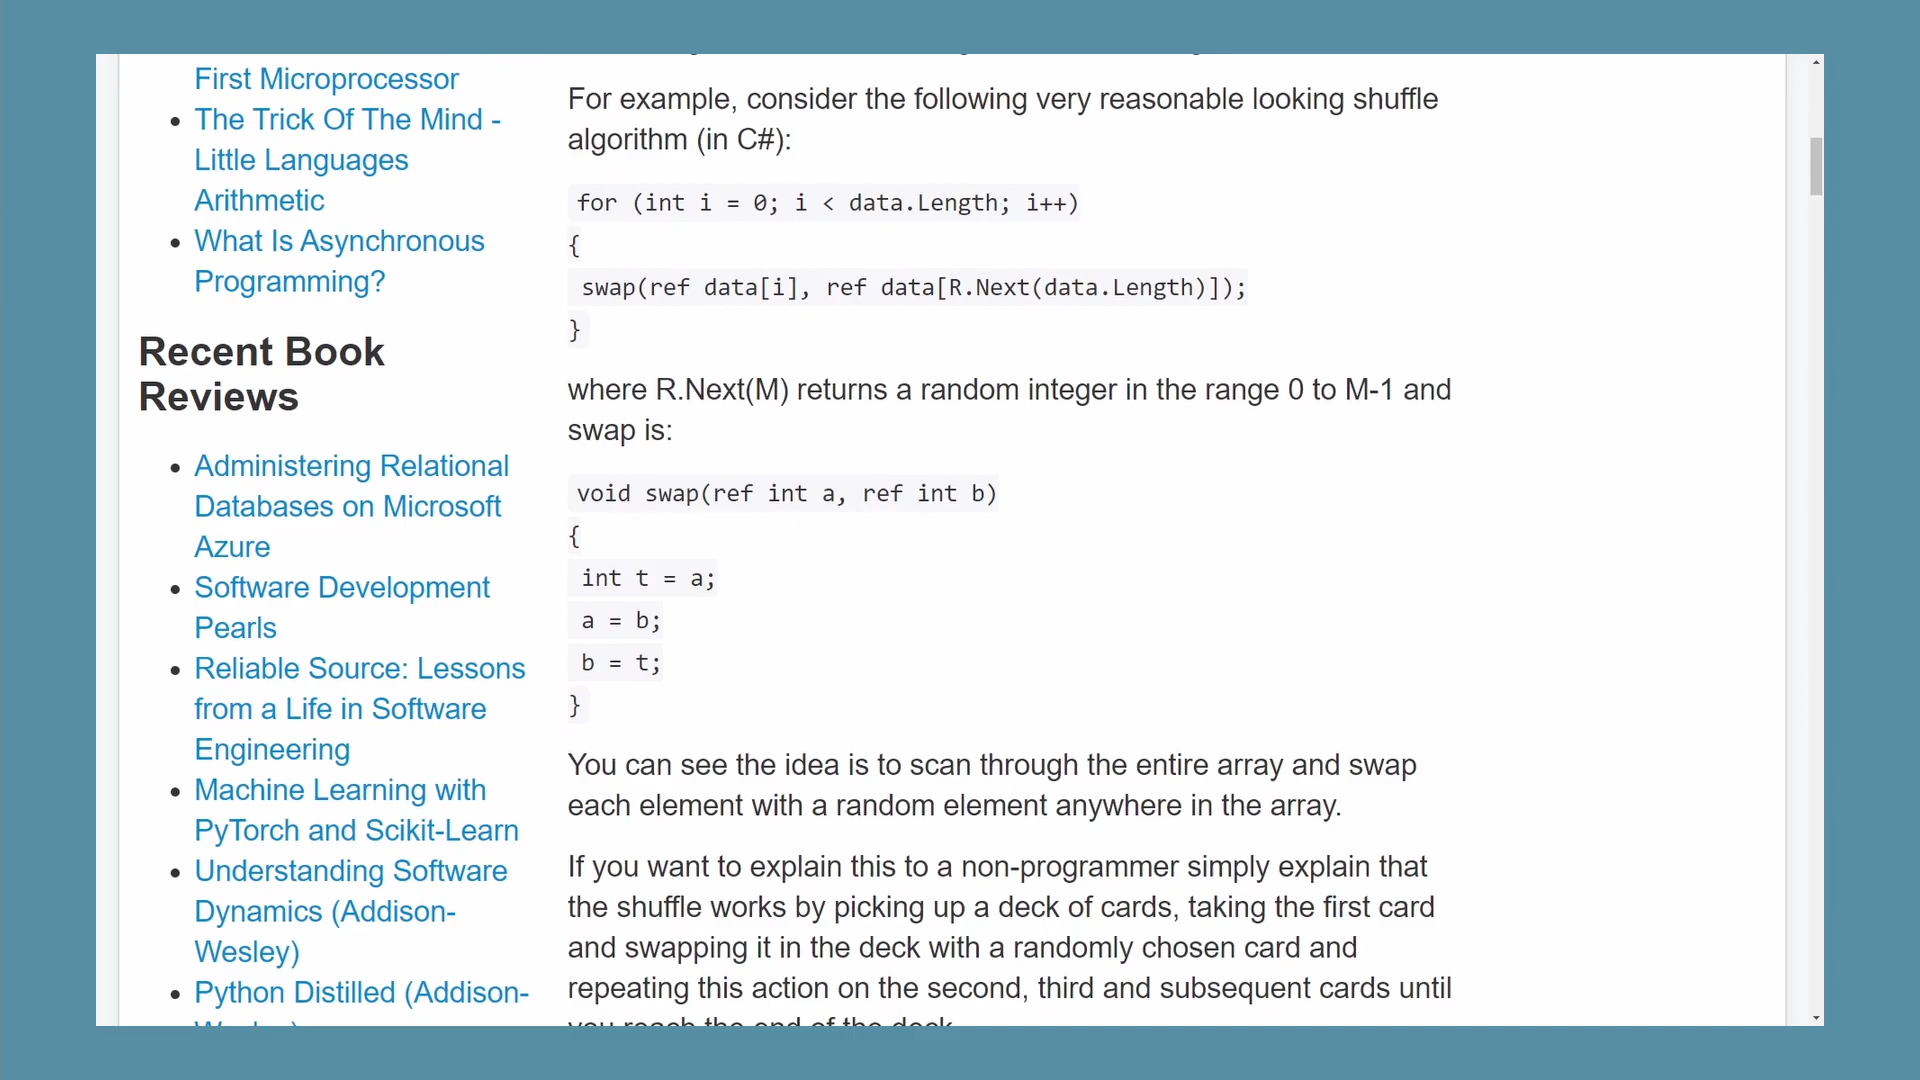 First Microprocessor
The Trick Of The Mind -
Little Languages
Arithmetic
What Is Asynchronous
Programming?
Recent Book
Reviews
Administering Relational
Databases on Microsoft
Azure
Software Development
Pearls
Reliable Source: Lessons
from a Life in Software
Engineering
Machine Learning with
PyTorch and Scikit-Learn
Understanding Software
Dynamics (Addison-
Wesley)
Python Distilled (Addison-
For example, consider the following very reasonable looking shuffle
algorithm (in C#):
for (int i = 0; i < data.Length; i++)
{
swap(ref data[i], ref data[R.Next(data.Length)]);
}
where R.Next(M) returns a random integer in the range 0 to M-1 and
swap is:
void swap(ref int a, ref int b)
{
int t = a;
a = b;
b = t;
}
You can see the idea is to scan through the entire array and swap
each element with a random element anywhere in the array.
If you want to explain this to a non-programmer simply explain that
the shuffle works by picking up a deck of cards, taking the first card
and swapping it in the deck with a randomly chosen card and
repeating this action on the second, third and subsequent cards until
you reach the end of the deck